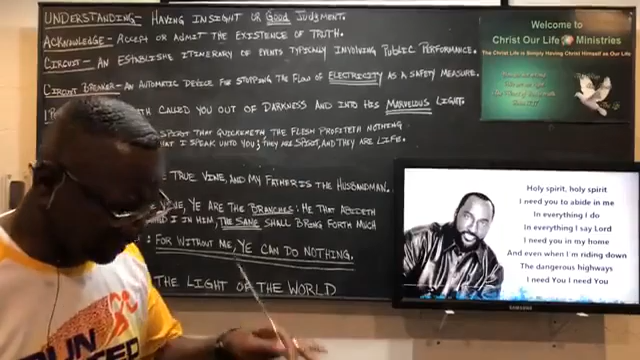 UNDERSTANDING- HAVING INSIGHT OR GOOD JUDGMENT.
ACKNOWLEDGE- ACCEPT OR ADMIT THE EXISTENCE OF TRUTH.
CIRCUIT - AN ESTABLISHE ITINERARY OF EVENTS TYPICALLY INVOLVING PUBLIC PERFORMANCE.
CIRCUIT BREAKER- AN AUTOMATIC DEVICE FOR STOPPING THE FLOW OF ELECTRICITY AS A SAFETY MEASURE.
CALLED YOU OUT OF DARKNESS AND INTO HIS MARVELOUS LIGHT.
SPIRIT THAT QUICKENETH THE FLESH PROFITETH NOTHING
THAT I SPEAK UNTO YOU; THEY ARE SPIRIT, AND THEY ARE LIFE.
TRUE VINE, AND MY FATHER IS THE HUSBANDMAN.
VINE, YE ARE THE BRANCHES: HE THAT ABIDETH
AND I IN HIM, THE SAME SHALL BRING FORTH MUCH
: FOR WITHOUT ME, YE CAN DO NOTHING.
THE LIGHT OF THE WORLD
Welcome to
Christ Our Life Ministries
The Christ Life is Simply Having Christ Himself as Our Life
Holy spirit, holy spirit
I need you to abide in me
In everything i do
In everything I say Lord
I need you in my home
And even when I'm riding down
The dangerous highways
I need You I need You
SAMSUNG
RUN